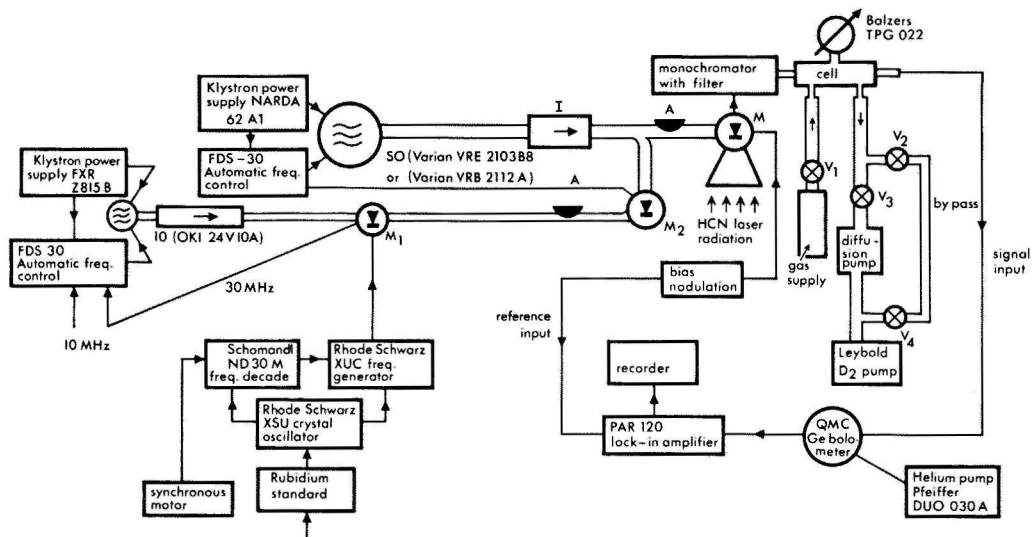 Balzers
TPG 022
Klystron power
supply NARDA
62 A1
I
A
M
monochromator
with filter
cell
FDS-30
Automatic freq.
control
SO (Varian VRE 2103B8
or (Varian VRB 2112 A)
A
Klystron power
supply FXR
Z815 B
IO (OKI 24V10A)
M1
M2
HCN laser
radiation
V1
V2
V3
V4
by pass
diffu-
sion pump
gas
supply
signal
input
FDS 30
Automatic freq.
control
30 MHz
10 MHz
bias
nodulation
reference
input
Leybold
D2 pump
Schomandl
ND 30 M
freq. decade
Rhode Schwarz
XUC freq.
generator
recorder
Rhode Schwarz
XSU crystal
oscillator
PAR 120
lock-in amplifier
QMC
Ge bolo-
meter
synchronous
motor
Rubidium
standard
Helium pump
Pfeiffer
DUO 030 A